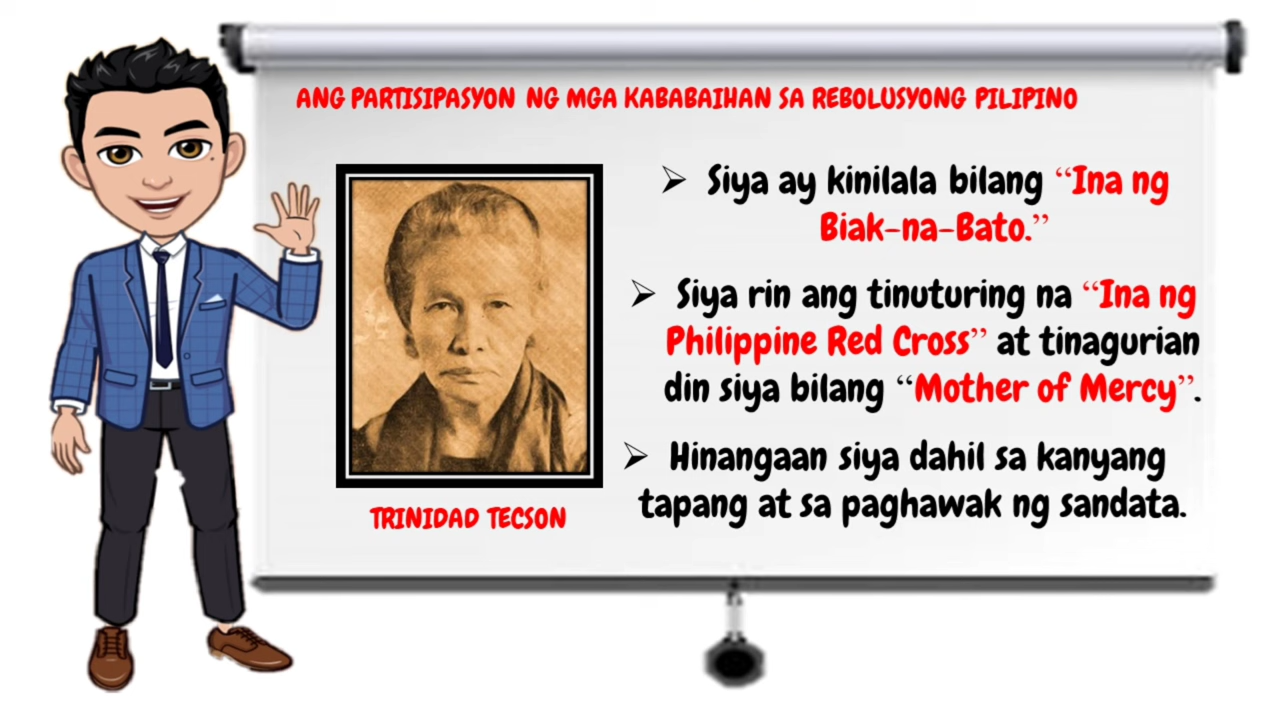 ANG PARTISIPASYON NG MGA KABABAIHAN SA REBOLUSYONG PILIPINO
➢ Siya ay kinilala bilang “Ina ng
Biak-na-Bato.”
➢ Siya rin ang tinuturing na “Ina ng
Philippine Red Cross” at tinagurian
din siya bilang “Mother of Mercy”.
➢ Hinangaan siya dahil sa kanyang
tapang at sa paghawak ng sandata.
TRINIDAD TECSON